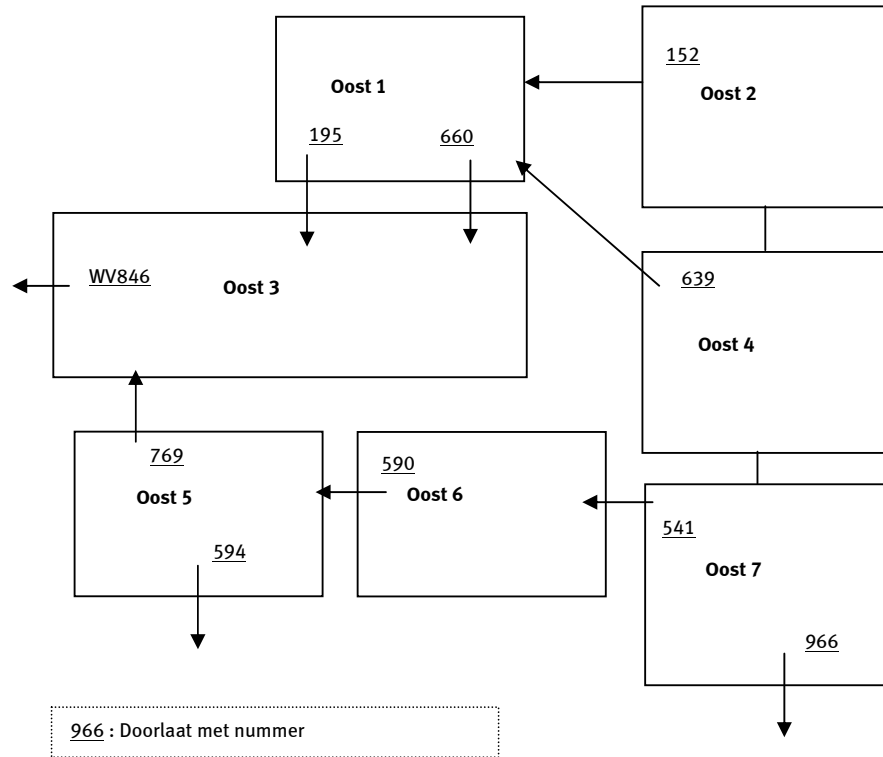 152
Oost 1
Oost 2
195
660
WV846
Oost 3
639
Oost 4
769
590
Oost 5
Oost 6
541
594
Oost 7
966
966 : Doorlaat met nummer